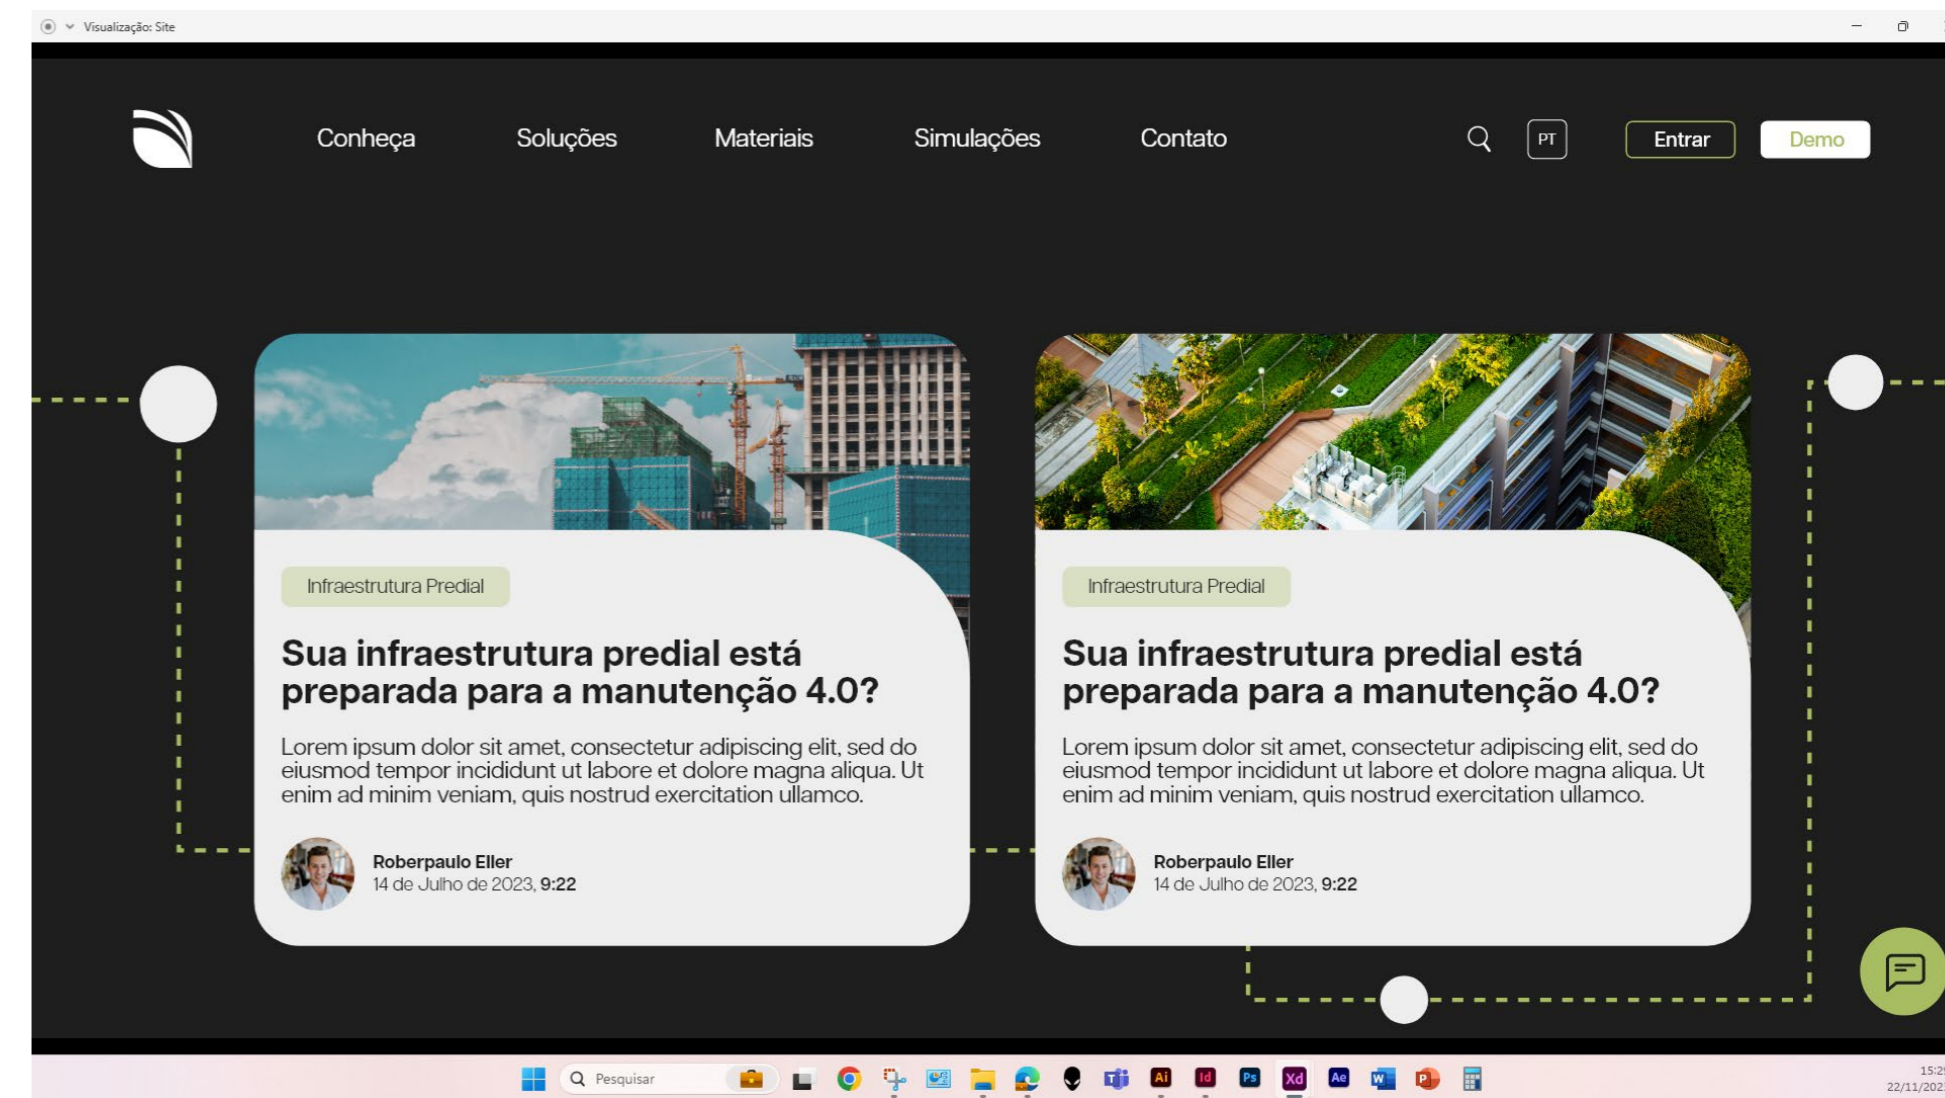 Visualização: Site
Conheça
Soluções
Materiais
Simulações
Contato
PT
Entrar
Demo
Infraestrutura Predial
Sua infraestrutura predial está
preparada para a manutenção 4.0?
Lorem ipsum dolor sit amet, consectetur adipiscing elit, sed do
eiusmod tempor incididunt ut labore et dolore magna aliqua. Ut
enim ad minim veniam, quis nostrud exercitation ullamco.
Roberpaulo Eller
14 de Julho de 2023, 9:22
Infraestrutura Predial
Sua infraestrutura predial está
preparada para a manutenção 4.0?
Lorem ipsum dolor sit amet, consectetur adipiscing elit, sed do
eiusmod tempor incididunt ut labore et dolore magna aliqua. Ut
enim ad minim veniam, quis nostrud exercitation ullamco.
Roberpaulo Eller
14 de Julho de 2023, 9:22
Pesquisar
Ai
Id
Ps
Xd
Ae
W
P